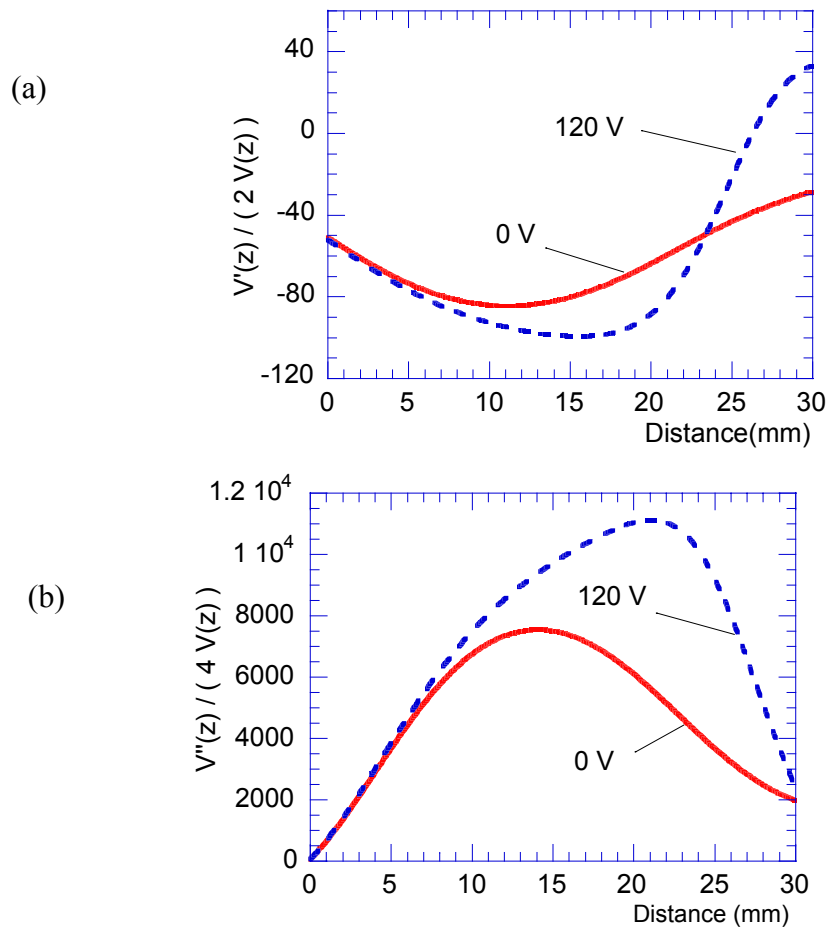 (a)
V'(z) / ( 2 V(z) )
40
0
-40
-80
-120
120 V
0 V
0 5 10 15 20 25 30
Distance(mm)
(b)
V"(z) / ( 4 V(z) )
1.2 10⁴
1 10⁴
8000
6000
4000
2000
0
120 V
0 V
0 5 10 15 20 25 30
Distance (mm)